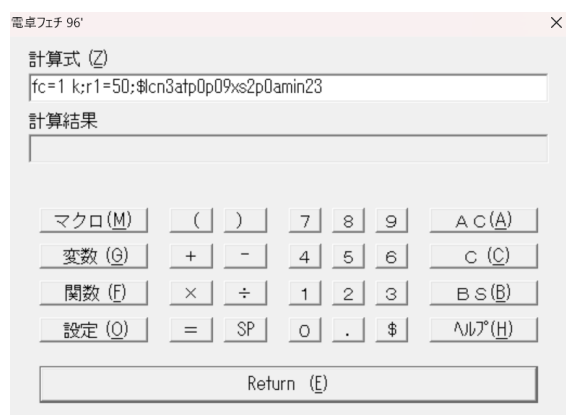 電卓フェチ 96'
計算式 (Z)
fc=1 k;r1=50;$lcn3atp0p09xs2p0amin23
計算結果
マクロ(M) ( ) 7 8 9 AC(A)
変数 (G) + - 4 5 6 C (C)
関数 (F) × ÷ 1 2 3 BS(B)
設定 (O) = SP 0 . $ ヘルプ(H)
Return (E)